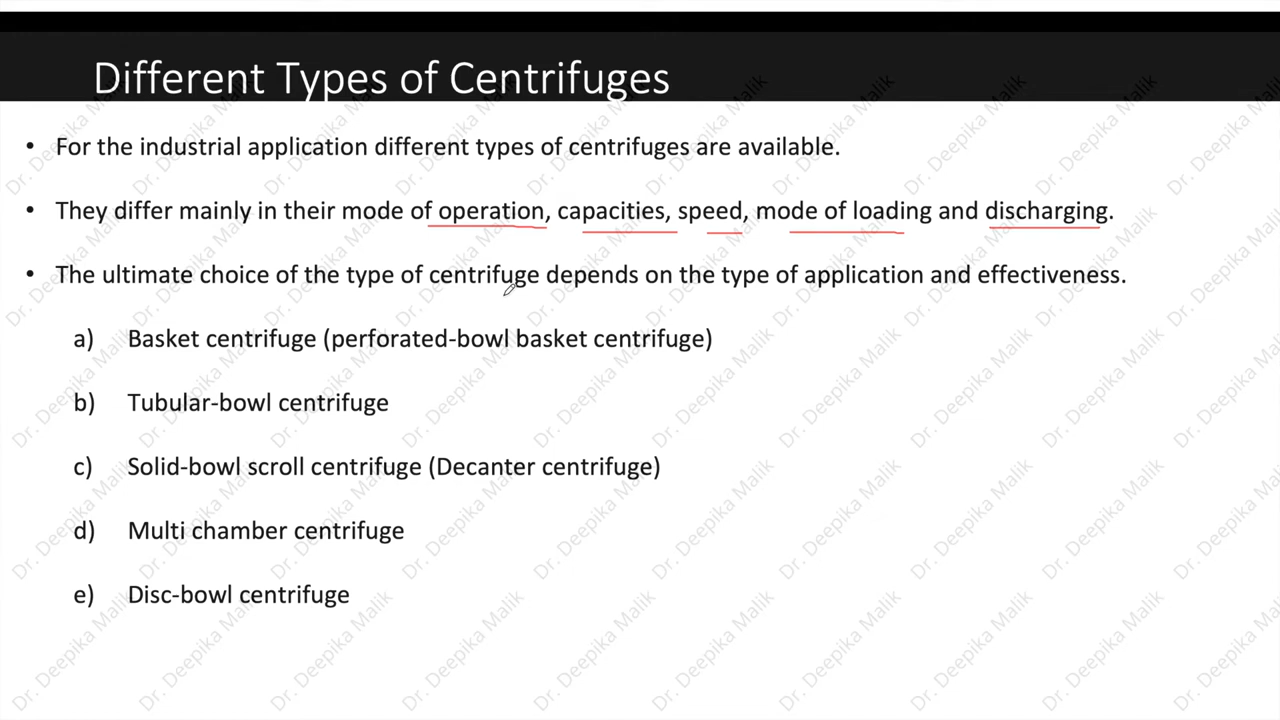 Different Types of Centrifuges
• For the industrial application different types of centrifuges are available.
• They differ mainly in their mode of operation, capacities, speed, mode of loading and discharging.
• The ultimate choice of the type of centrifuge depends on the type of application and effectiveness.
a) Basket centrifuge (perforated-bowl basket centrifuge)
b) Tubular-bowl centrifuge
c) Solid-bowl scroll centrifuge (Decanter centrifuge)
d) Multi chamber centrifuge
e) Disc-bowl centrifuge
Dr. Deepika Malik